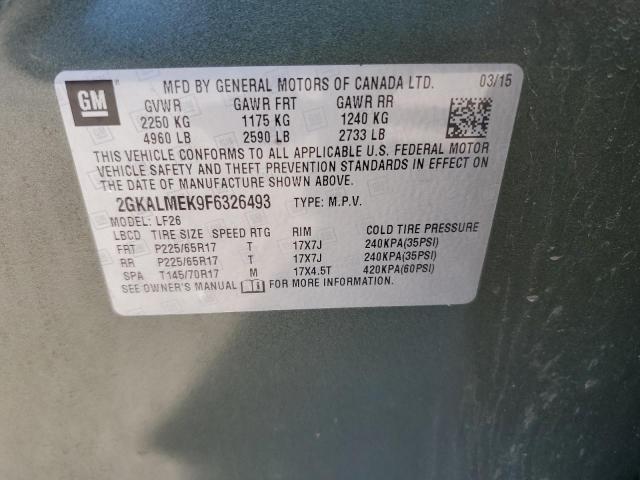 GM
MFD BY GENERAL MOTORS OF CANADA LTD. 03/15
GVWR GAWR FRT GAWR RR
2250 KG 1175 KG 1240 KG
4960 LB 2590 LB 2733 LB
THIS VEHICLE CONFORMS TO ALL APPLICABLE U.S. FEDERAL MOTOR
VEHICLE SAFETY AND THEFT PREVENTION STANDARDS IN EFFECT ON
THE DATE OF MANUFACTURE SHOWN ABOVE.
2GKALMEK9F6326493 TYPE: M.P.V.
MODEL: LF26
LBCD TIRE SIZE SPEED RTG RIM COLD TIRE PRESSURE
FRT P225/65R17 T 17X7J 240KPA(35PSI)
RR P225/65R17 T 17X7J 240KPA(35PSI)
SPA T145/70R17 M 17X4.5T 420KPA(60PSI)
SEE OWNER'S MANUAL FOR MORE INFORMATION.